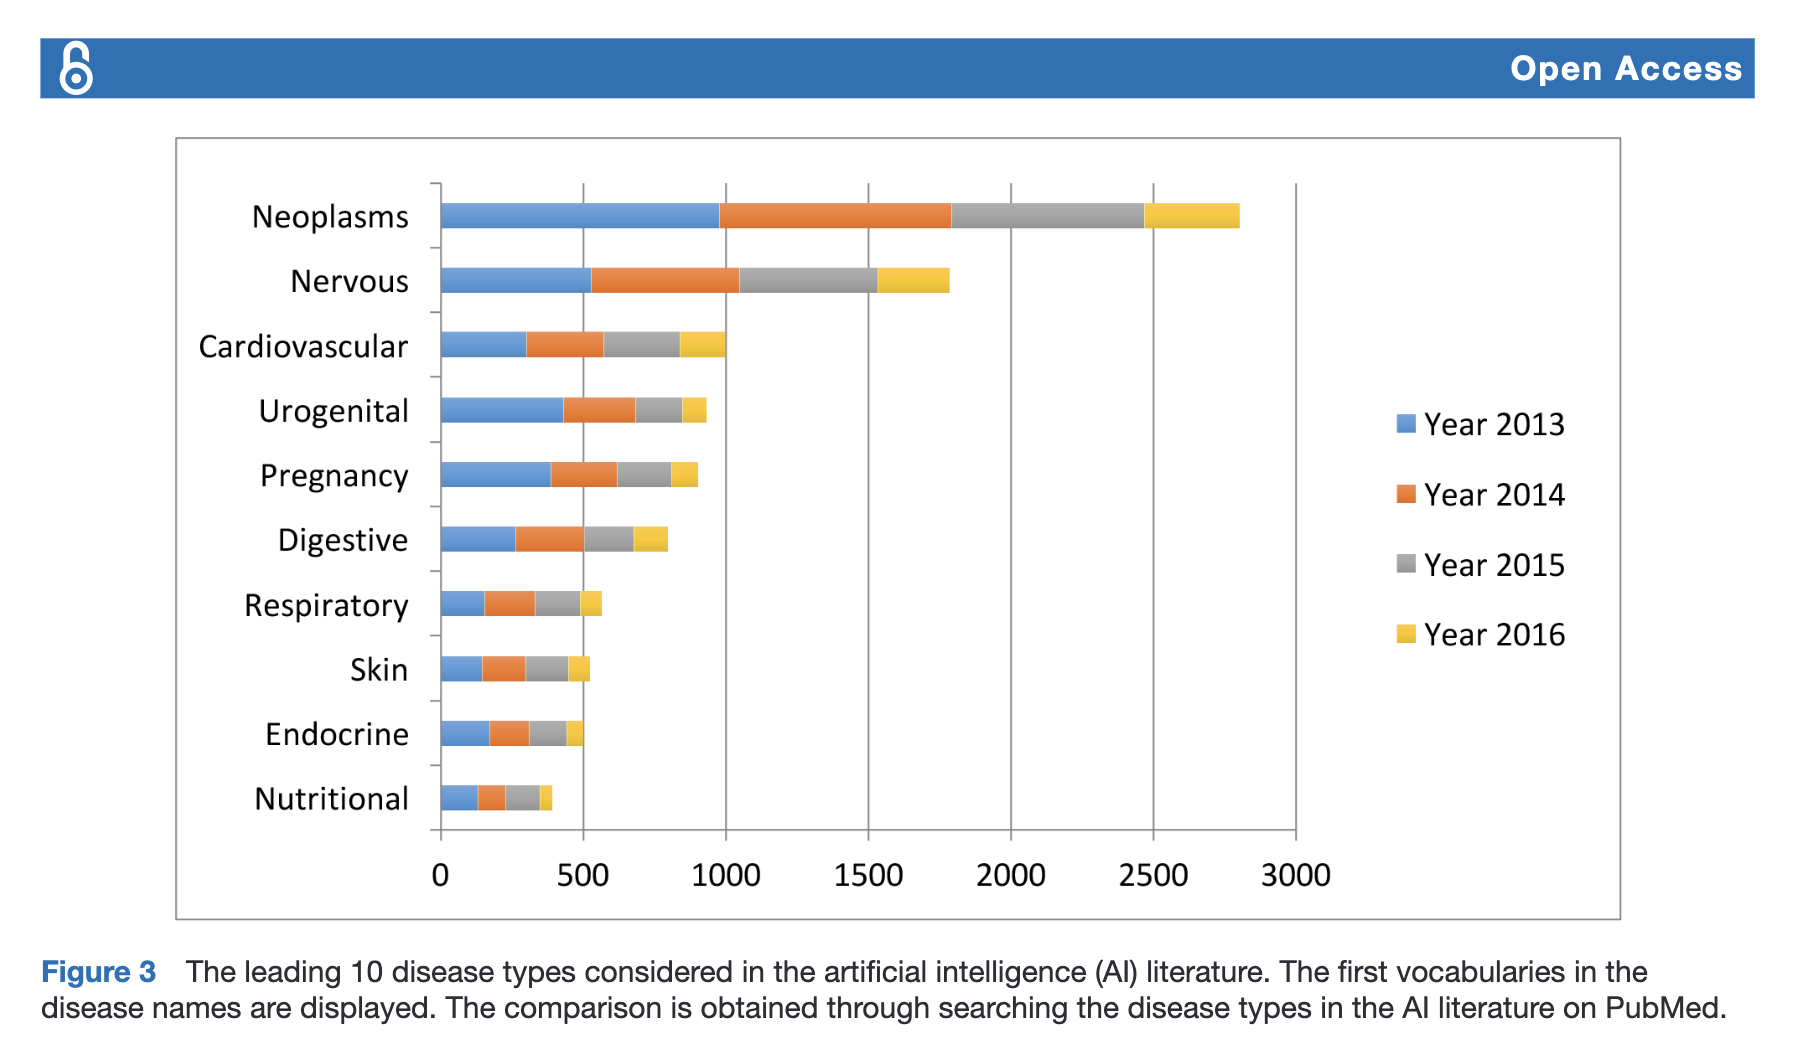 Open Access
Neoplasms
Nervous
Cardiovascular
Urogenital
Pregnancy
Digestive
Respiratory
Skin
Endocrine
Nutritional
0 500 1000 1500 2000 2500 3000
Year 2013
Year 2014
Year 2015
Year 2016
Figure 3 The leading 10 disease types considered in the artificial intelligence (AI) literature. The first vocabularies in the
disease names are displayed. The comparison is obtained through searching the disease types in the AI literature on PubMed.